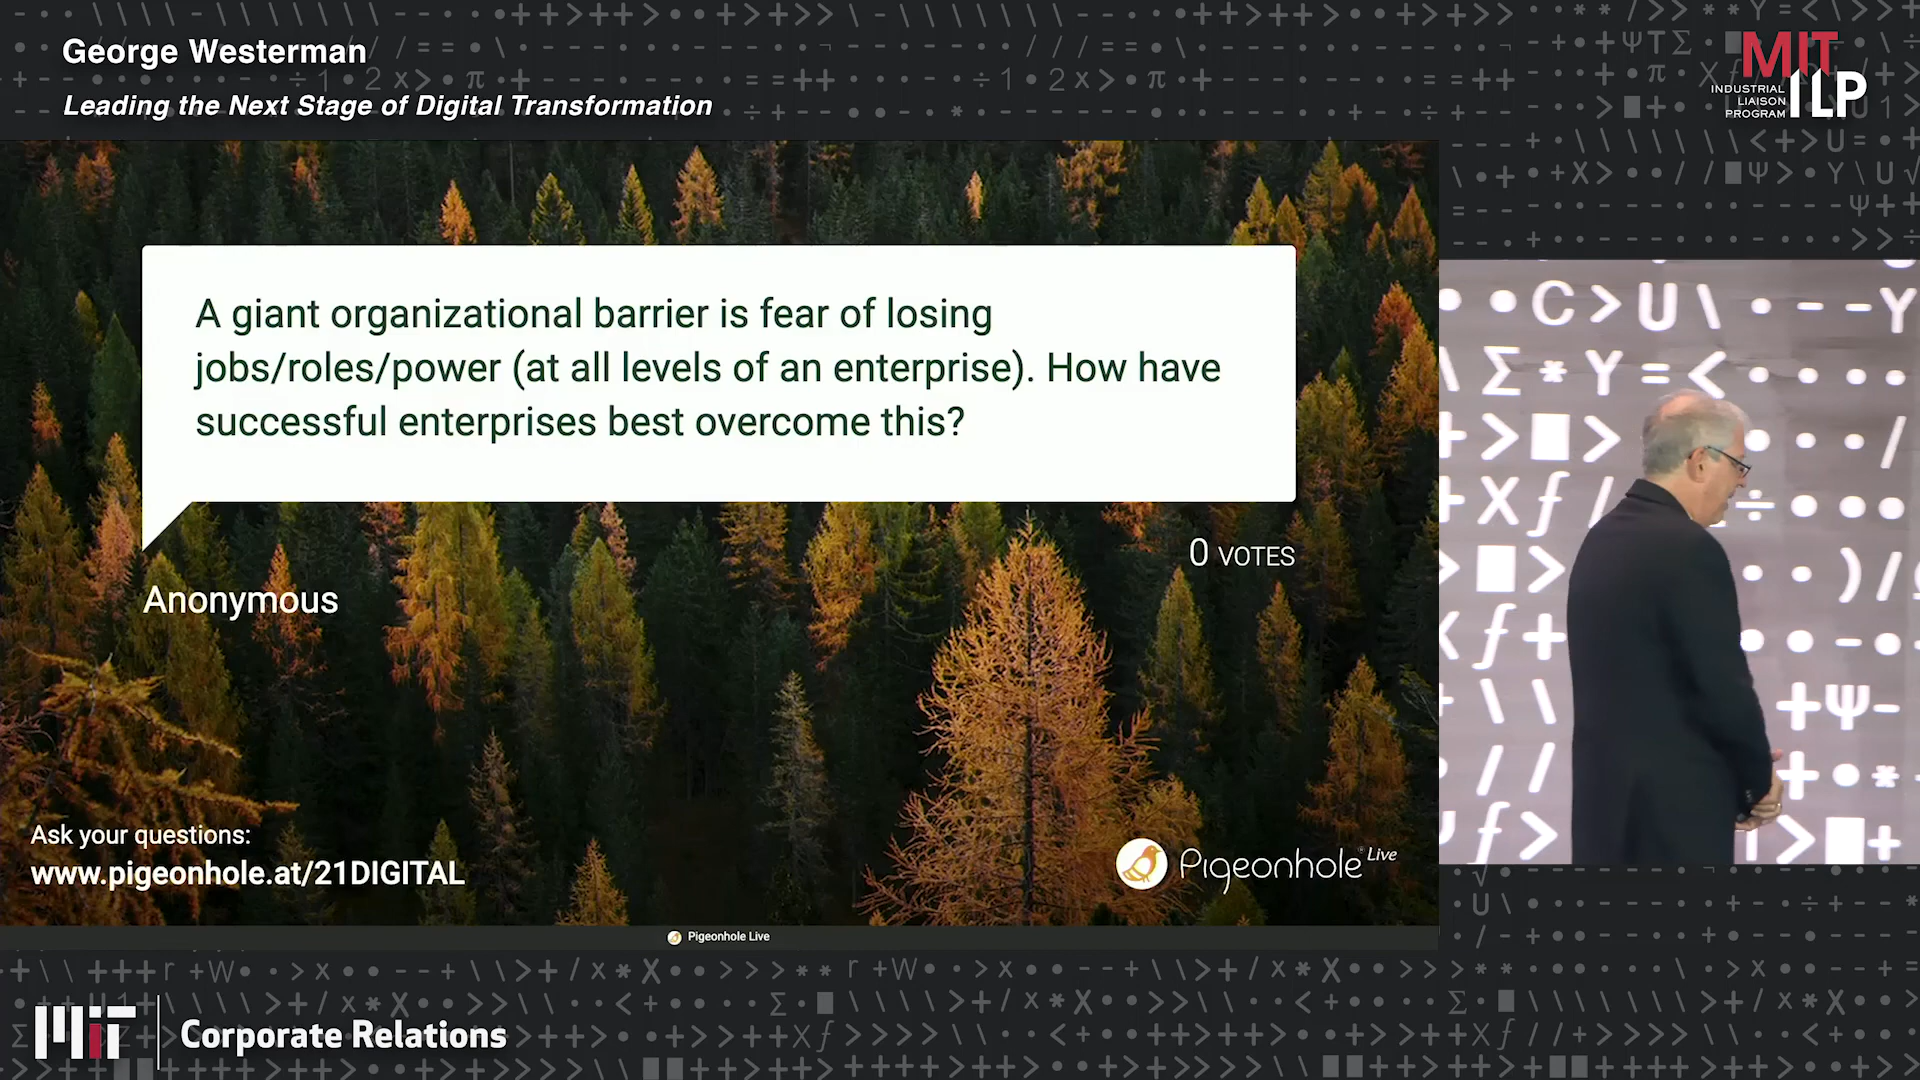 George Westerman
Leading the Next Stage of Digital Transformation
MIT
ILP
INDUSTRIAL
LIAISON
PROGRAM
A giant organizational barrier is fear of losing
jobs/roles/power (at all levels of an enterprise). How have
successful enterprises best overcome this?
0 VOTES
Anonymous
Ask your questions:
www.pigeonhole.at/21DIGITAL
Pigeonhole Live
Pigeonhole Live
MIT
Corporate Relations